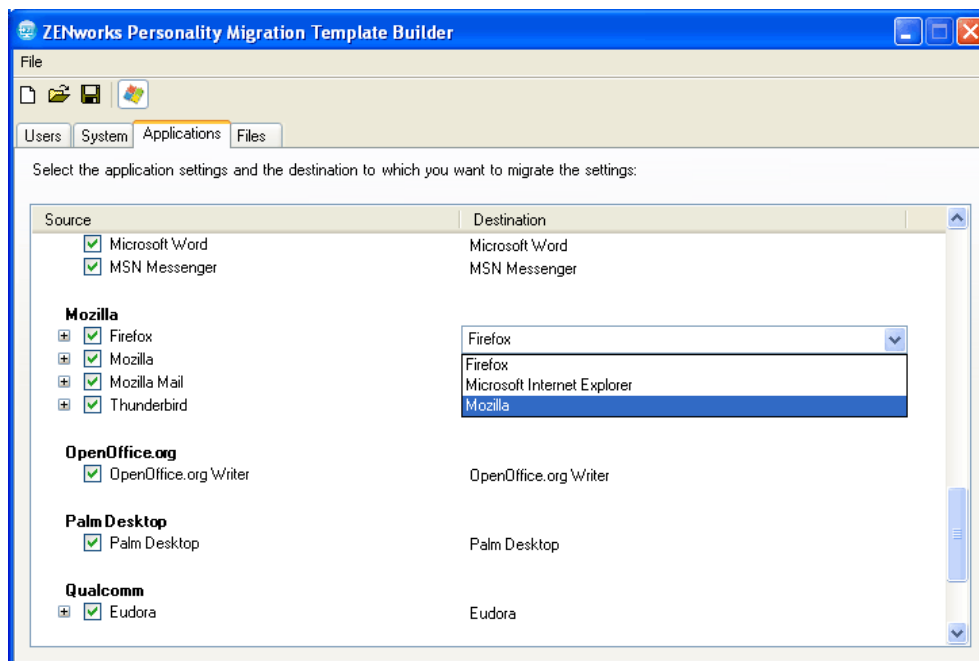 ZENworks Personality Migration Template Builder
File
Users System Applications Files
Select the application settings and the destination to which you want to migrate the settings:
Source Destination
Microsoft Word Microsoft Word
MSN Messenger MSN Messenger
Mozilla
Firefox Firefox
Mozilla Firefox
Mozilla Mail Microsoft Internet Explorer
Thunderbird Mozilla
OpenOffice.org
OpenOffice.org Writer OpenOffice.org Writer
Palm Desktop
Palm Desktop Palm Desktop
Qualcomm
Eudora Eudora